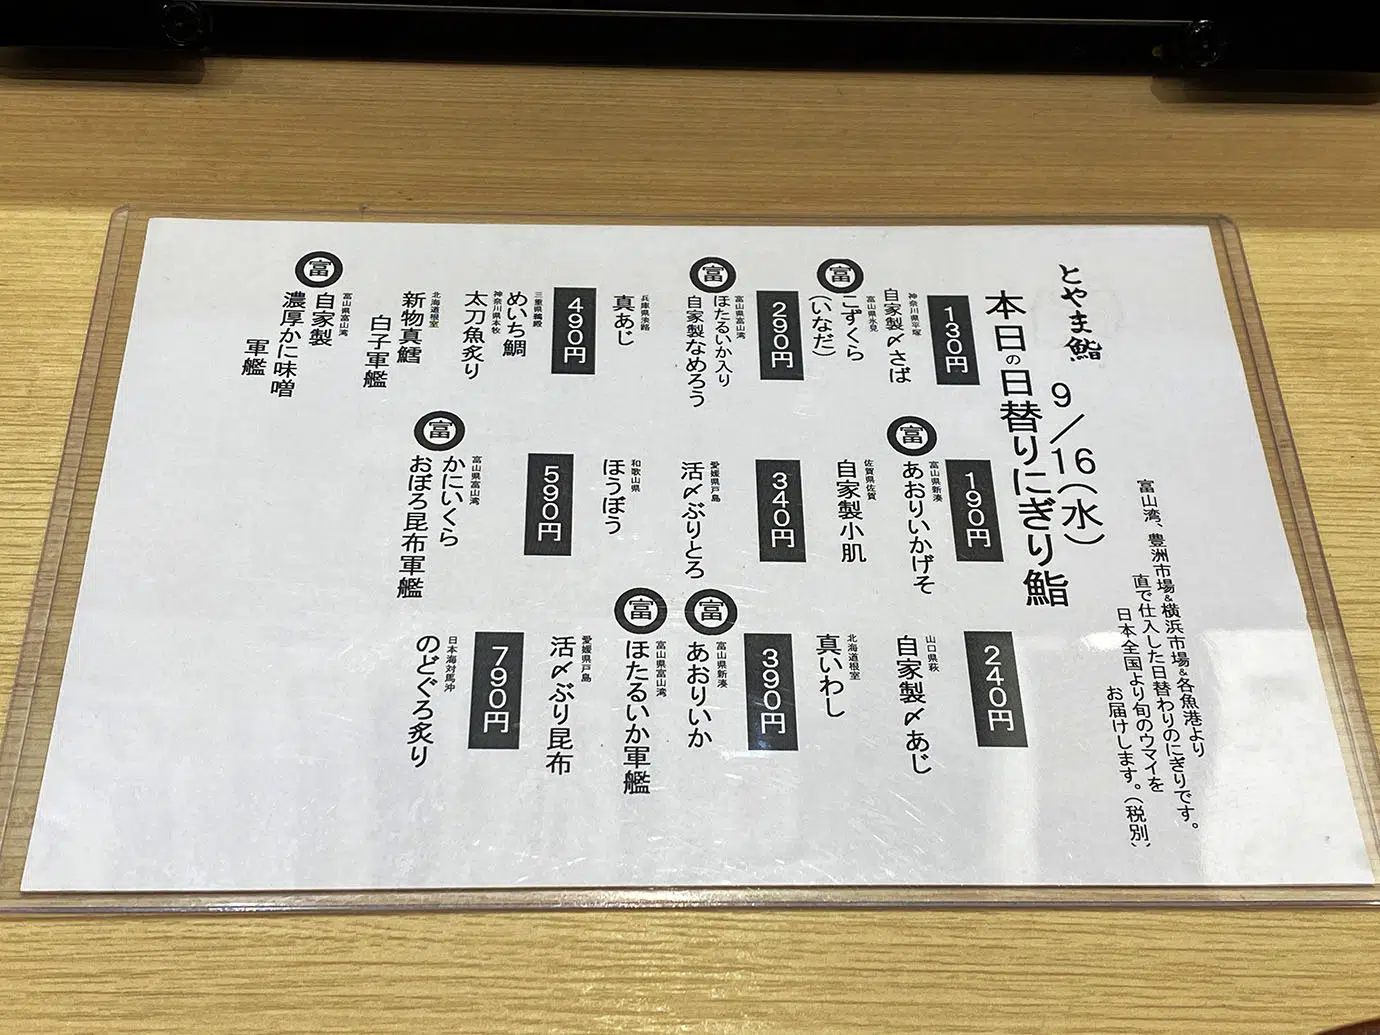 とやま鮨
9／16（水）
本日の日替りにぎり鮨
富山湾、豊洲市場&横浜市場&各魚港より
直で仕入した日替わりのにぎりです。
日本全国より旬のウマイを
お届けします。（税別）
130円
神奈川県平塚
自家製〆さば
富
富山県氷見
こずくら
（いなだ）
190円
富
富山県新湊
あおりいかげそ
佐賀県佐賀
自家製小肌
240円
山口県萩
自家製〆あじ
北海道根室
真いわし
290円
富
富山県富山湾
ほたるいか入り
自家製なめろう
兵庫県淡路
真あじ
340円
愛媛県戸島
活〆ぶりとろ
和歌山県
ほうぼう
390円
富
富山県新湊
あおりいか
富
富山県富山湾
ほたるいか軍艦
愛媛県戸島
活〆ぶり昆布
490円
三重県鵜殿
めいち鯛
神奈川県本牧
太刀魚炙り
北海道根室
新物真鱈
白子軍艦
富
富山県富山湾
自家製
濃厚かに味噌
軍艦
590円
富
富山県富山湾
かにいくら
おぼろ昆布軍艦
790円
日本海対馬沖
のどぐろ炙り